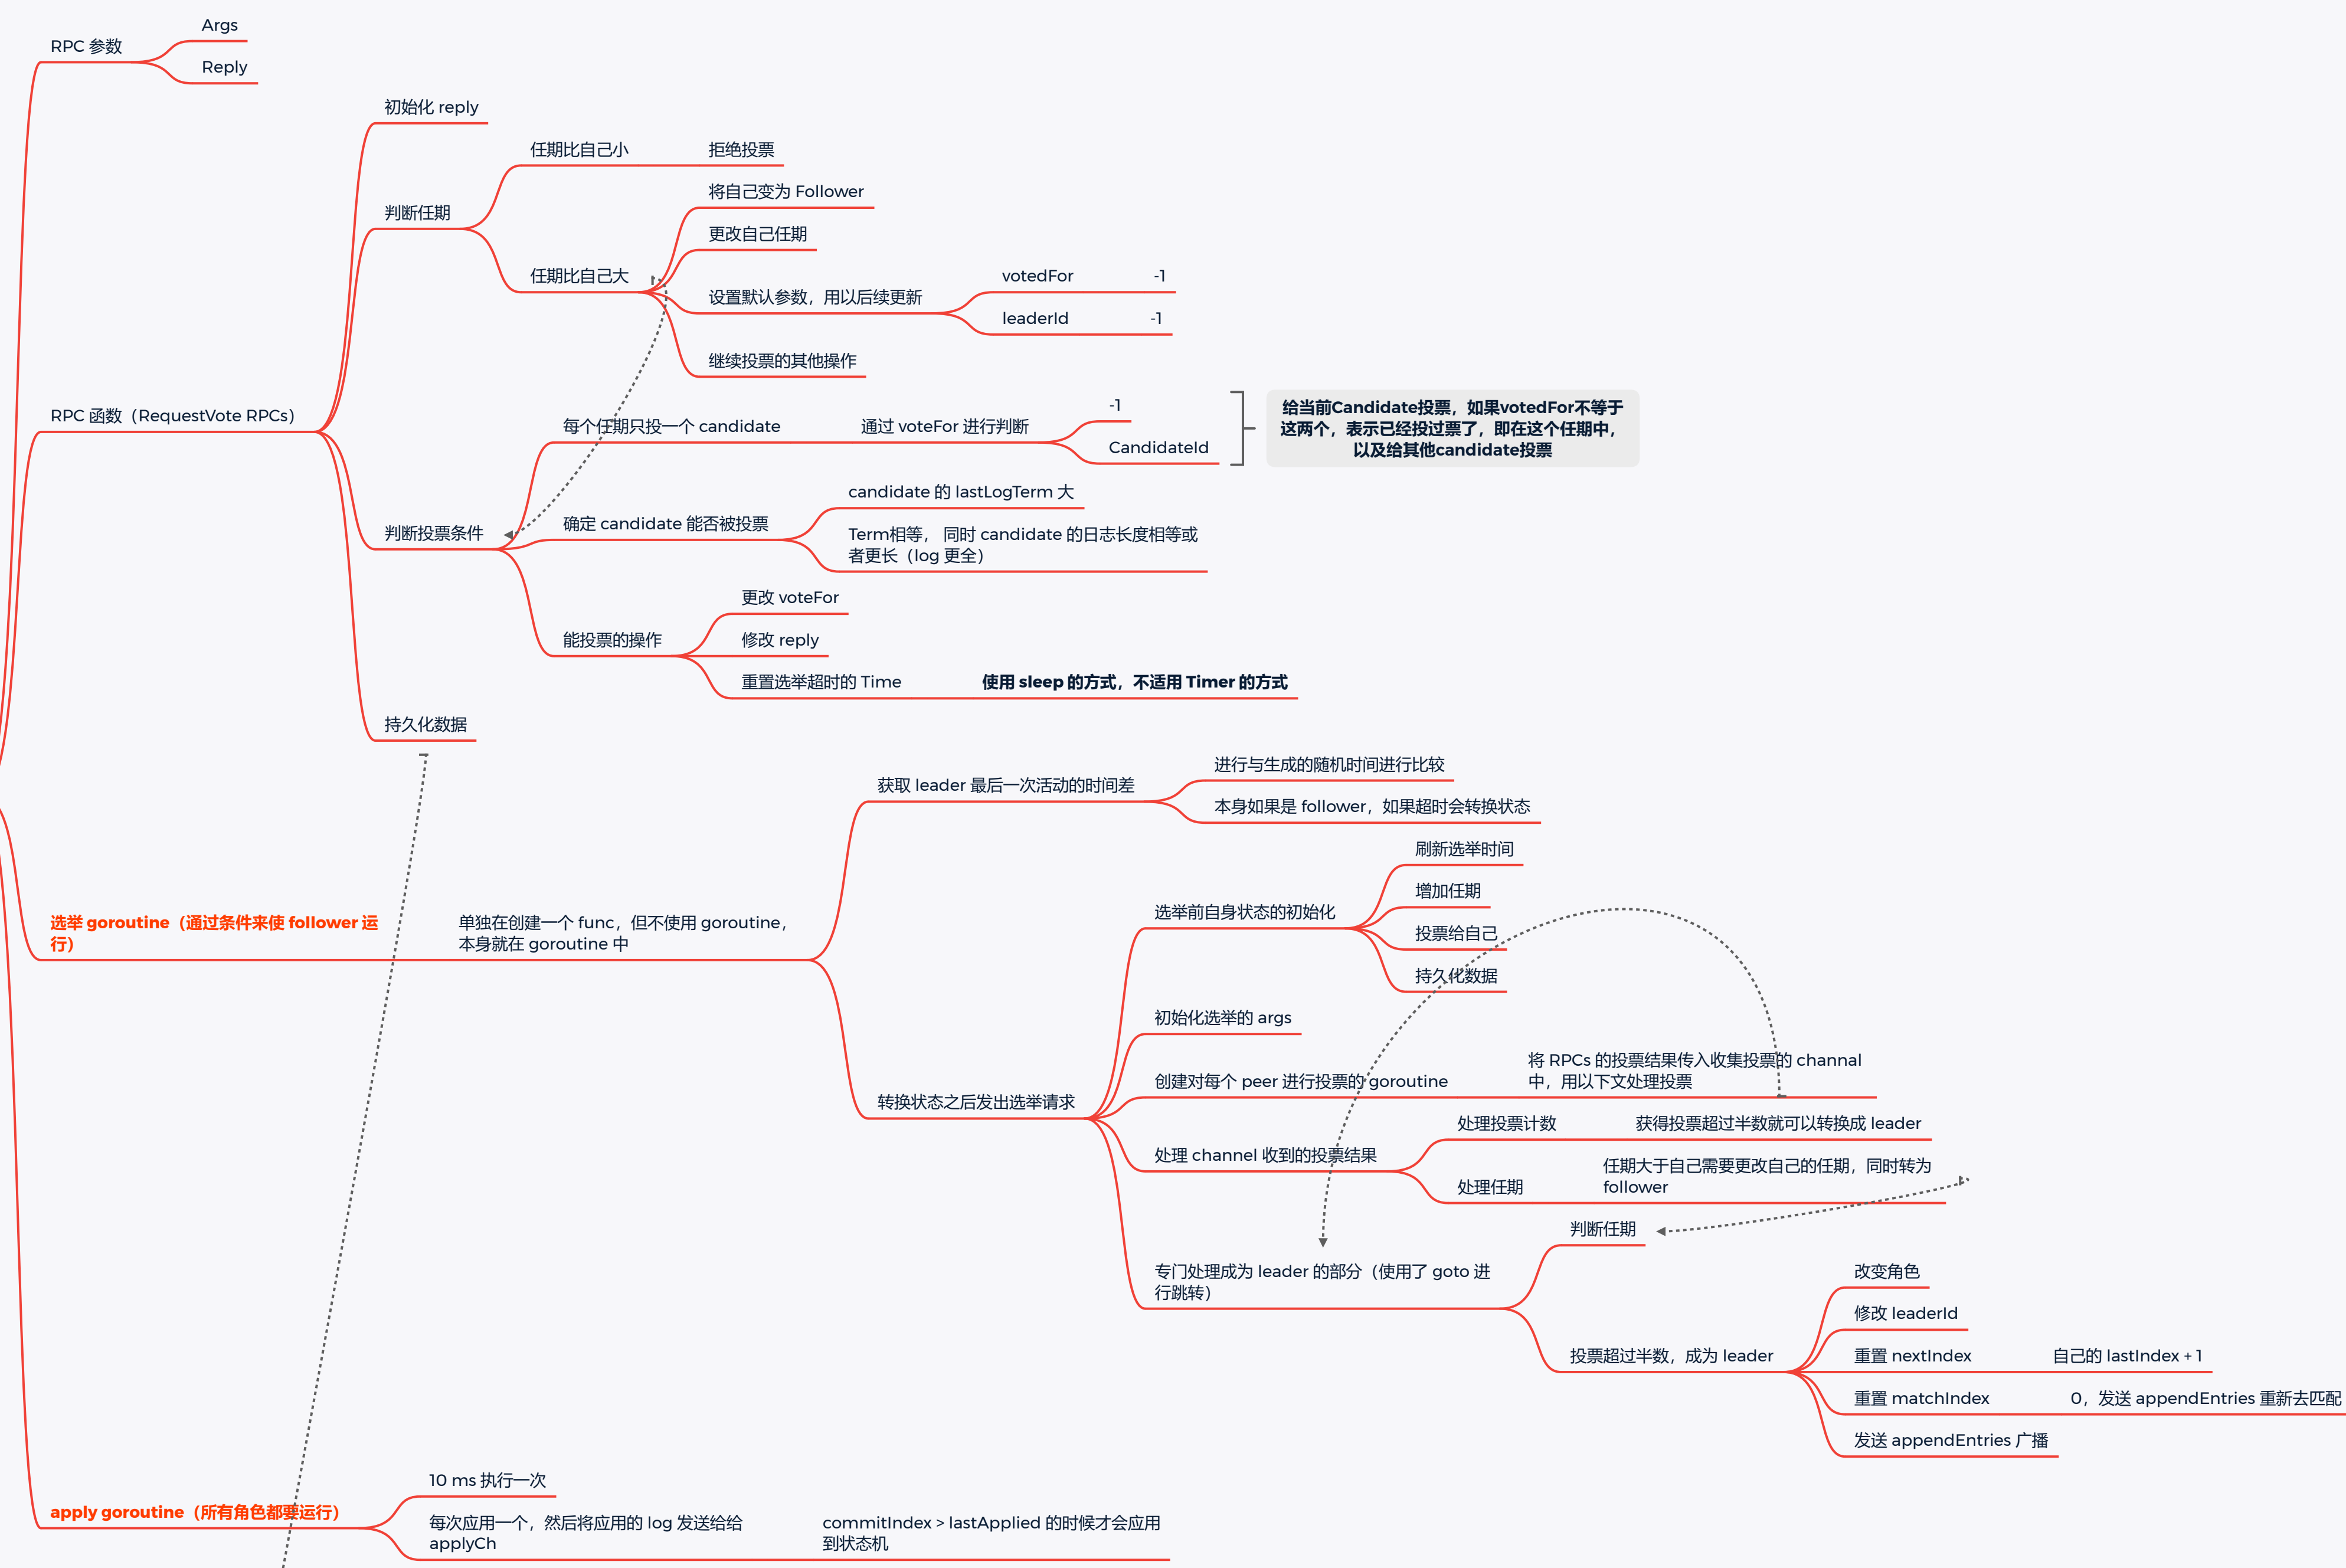 RPC 参数
Args
Reply
RPC 函数（RequestVote RPCs）
初始化 reply
判断任期
任期比自己小
拒绝投票
任期比自己大
将自己变为 Follower
更改自己任期
设置默认参数，用以后续更新
votedFor
-1
leaderId
-1
继续投票的其他操作
判断投票条件
每个任期只投一个 candidate
通过 voteFor 进行判断
-1
CandidateId
给当前Candidate投票，如果votedFor不等于
这两个，表示已经投过票了，即在这个任期中，
以及给其他candidate投票
确定 candidate 能否被投票
candidate 的 lastLogTerm 大
Term相等， 同时 candidate 的日志长度相等或
者更长（log 更全）
能投票的操作
更改 voteFor
修改 reply
重置选举超时的 Time
使用 sleep 的方式，不适用 Timer 的方式
持久化数据
选举 goroutine（通过条件来使 follower 运
行）
单独在创建一个 func，但不使用 goroutine，
本身就在 goroutine 中
获取 leader 最后一次活动的时间差
进行与生成的随机时间进行比较
本身如果是 follower，如果超时会转换状态
转换状态之后发出选举请求
选举前自身状态的初始化
刷新选举时间
增加任期
投票给自己
持久化数据
初始化选举的 args
创建对每个 peer 进行投票的 goroutine
将 RPCs 的投票结果传入收集投票的 channal
中，用以下文处理投票
处理 channel 收到的投票结果
处理投票计数
获得投票超过半数就可以转换成 leader
处理任期
任期大于自己需要更改自己的任期，同时转为
follower
专门处理成为 leader 的部分（使用了 goto 进
行跳转）
判断任期
投票超过半数，成为 leader
改变角色
修改 leaderId
重置 nextIndex
自己的 lastIndex + 1
重置 matchIndex
0，发送 appendEntries 重新去匹配
发送 appendEntries 广播
apply goroutine（所有角色都要运行）
10 ms 执行一次
每次应用一个，然后将应用的 log 发送给给
applyCh
commitIndex > lastApplied 的时候才会应用
到状态机